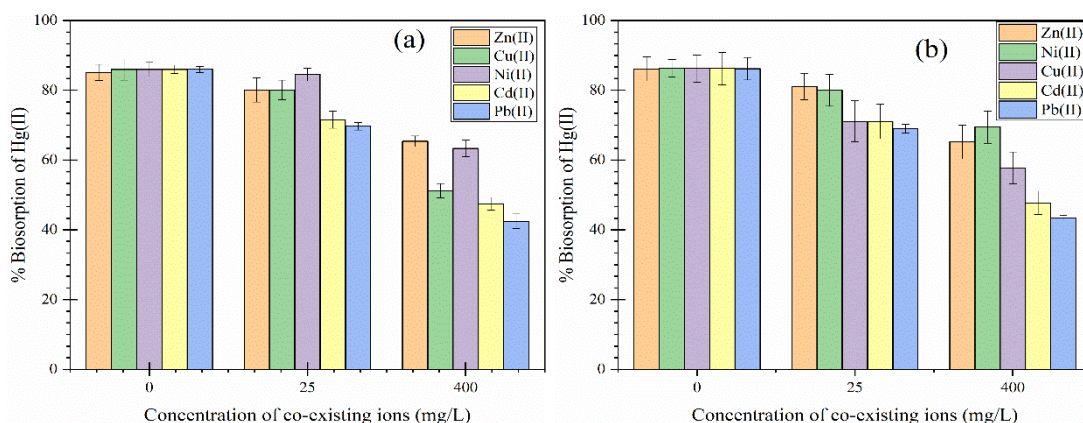 (a)
Zn(II)
Cu(II)
Ni(II)
Cd(II)
Pb(II)
% Biosorption of Hg(II)
100
80
60
40
20
0
0 25 400
Concentration of co-existing ions (mg/L)
(b)
Zn(II)
Ni(II)
Cu(II)
Cd(II)
Pb(II)
% Biosorption of Hg(II)
100
80
60
40
20
0
0 25 400
Concentration of co-existing ions (mg/L)